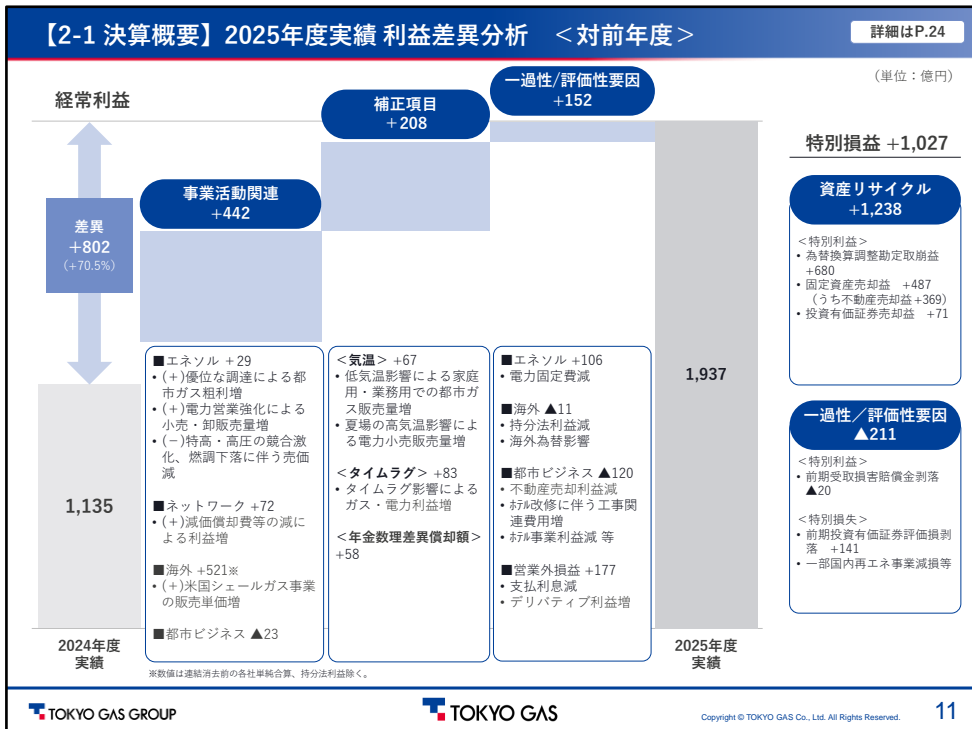 【2-1 決算概要】2025年度実績 利益差異分析 ＜対前年度＞
詳細はP.24
（単位：億円）
経常利益
差異
+802
(+70.5%)
1,135
2024年度
実績
事業活動関連
+442
■エネソル +29
• (+)優位な調達による都
市ガス粗利増
• (+)電力営業強化による
小売・卸販売量増
• (−)特高・高圧の競合激
化、燃調下落に伴う売価
減
■ネットワーク +72
• (+)減価償却費等の減に
よる利益増
■海外 +521※
• (+)米国シェールガス事業
の販売単価増
■都市ビジネス ▲23
※数値は連結消去前の各社単純合算、持分法利益除く。
補正項目
+208
＜気温＞ +67
• 低気温影響による家庭
用・業務用での都市ガ
ス販売量増
• 夏場の高気温影響によ
る電力小売販売量増
＜タイムラグ＞ +83
• タイムラグ影響による
ガス・電力利益増
＜年金数理差異償却額＞
+58
一過性/評価性要因
+152
■エネソル +106
• 電力固定費減
■海外 ▲11
• 持分法利益減
• 海外為替影響
■都市ビジネス ▲120
• 不動産売却利益減
• ﾎﾃﾙ改修に伴う工事関
連費用増
• ﾎﾃﾙ事業利益減 等
■営業外損益 +177
• 支払利息減
• デリバティブ利益増
1,937
2025年度
実績
特別損益 +1,027
資産リサイクル
+1,238
＜特別利益＞
• 為替換算調整勘定取崩益
+680
• 固定資産売却益 +487
（うち不動産売却益+369）
• 投資有価証券売却益 +71
一過性／評価性要因
▲211
＜特別利益＞
• 前期受取損害賠償金剥落
▲20
＜特別損失＞
• 前期投資有価証券評価損剥
落 +141
• 一部国内再エネ事業減損等
TOKYO GAS GROUP
TOKYO GAS
Copyright © TOKYO GAS Co., Ltd. All Rights Reserved.
11